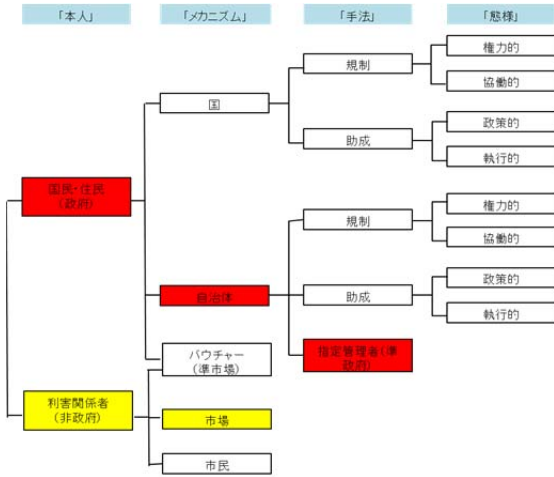 「本人」
「メカニズム」
「手法」
「態様」
国
規制
権力的
協働的
助成
政策的
執行的
国民・住民
(政府)
自治体
規制
権力的
協働的
助成
政策的
執行的
指定管理者(準
政府)
バウチャー
(準市場)
利害関係者
(非政府)
市場
市民